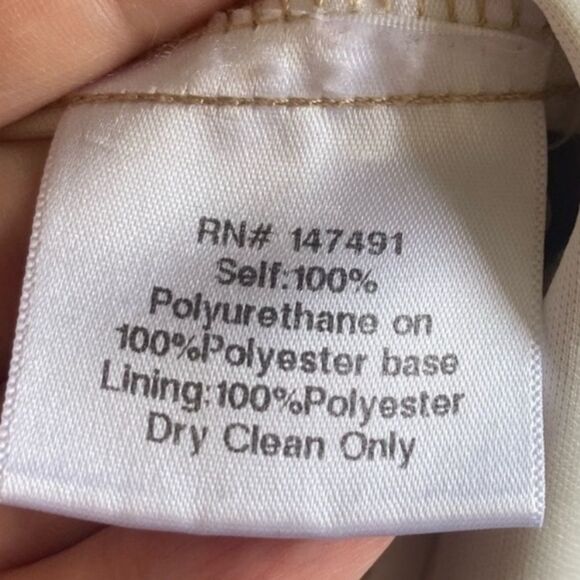 RN# 147491
Self:100%
Polyurethane on
100%Polyester base
Lining:100%Polyester
Dry Clean Only